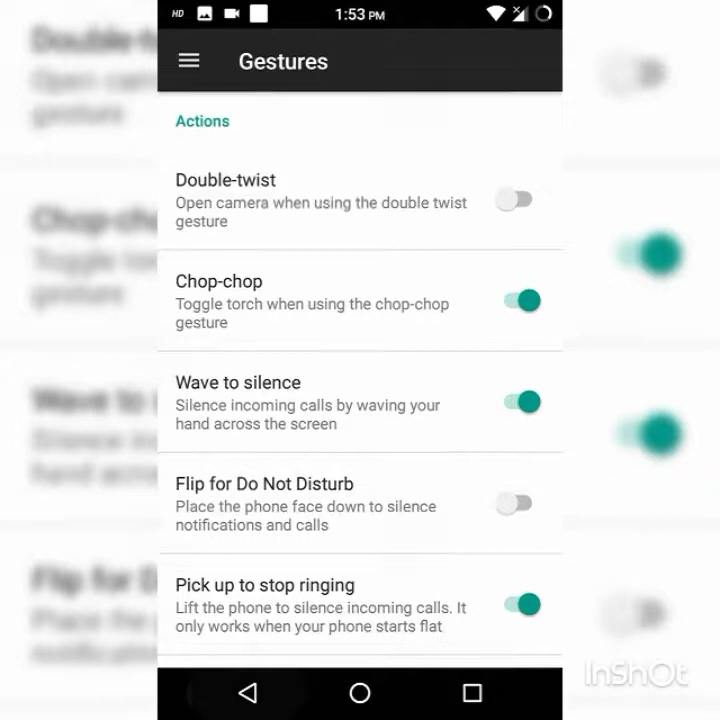 HD 1:53 PM
Gestures
Actions
Double-twist
Open camera when using the double twist
gesture
Chop-chop
Toggle torch when using the chop-chop
gesture
Wave to silence
Silence incoming calls by waving your
hand across the screen
Flip for Do Not Disturb
Place the phone face down to silence
notifications and calls
Pick up to stop ringing
Lift the phone to silence incoming calls. It
only works when your phone starts flat
InShOt